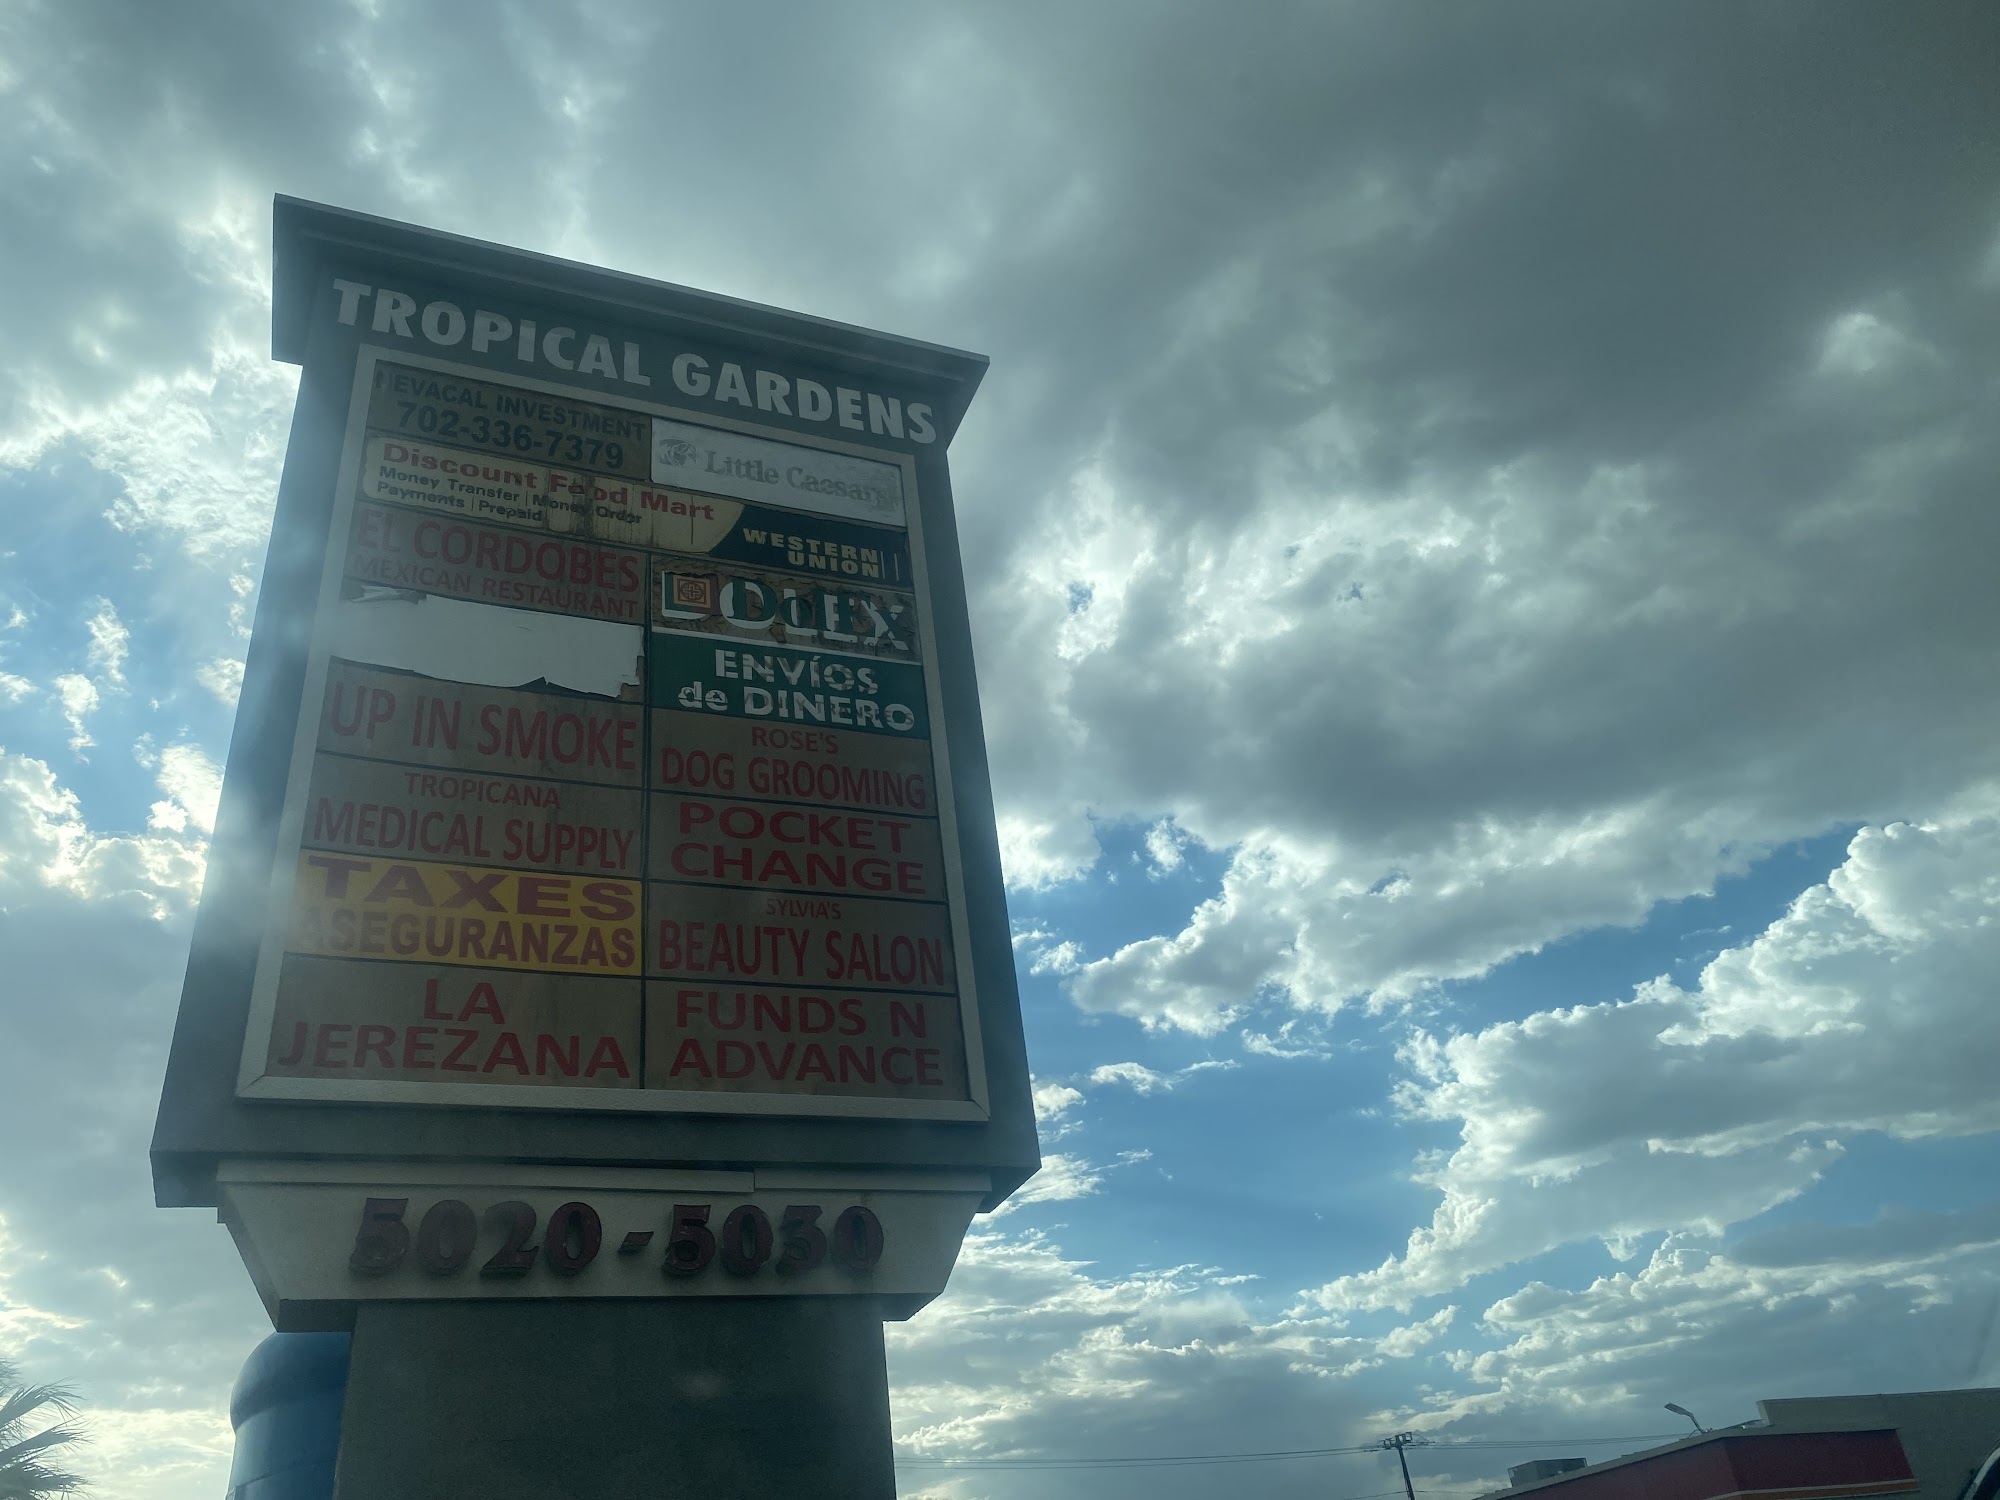 TROPICAL GARDENS
NEVACAL INVESTMENT
702-336-7379
Little Caesars
Discount Food Mart
Money Transfer | Money Order
Payments | Prepaid
WESTERN
UNION
EL CORDOBES
MEXICAN RESTAURANT
DOLEX
ENVÍOS
de DINERO
UP IN SMOKE
ROSE'S
DOG GROOMING
TROPICANA
MEDICAL SUPPLY
POCKET
CHANGE
TAXES
ASEGURANZAS
SYLVIA'S
BEAUTY SALON
LA
JEREZANA
FUNDS N
ADVANCE
5020-5030